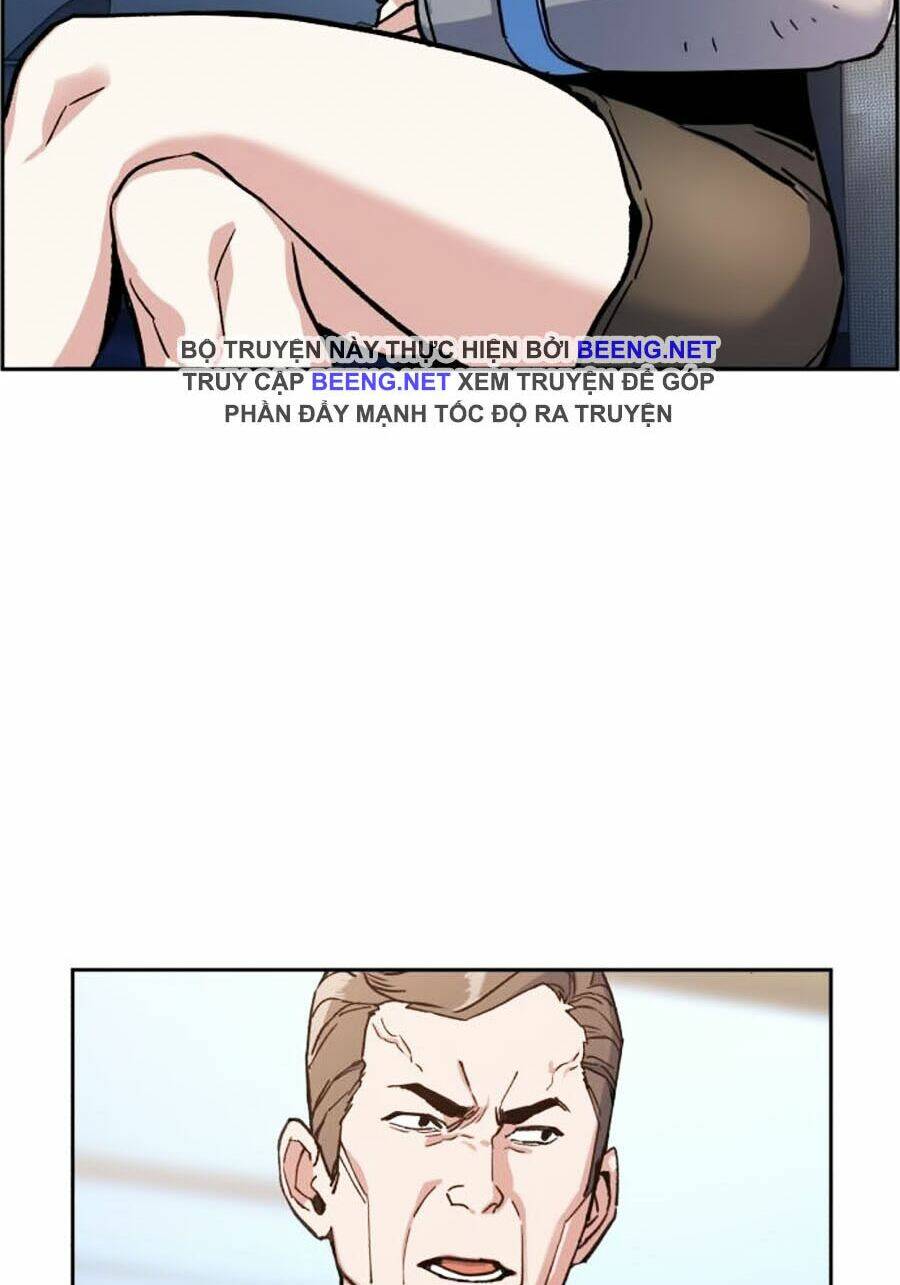 BỘ TRUYỆN NÀY THỰC HIỆN BỞI BEENG.NET
TRUY CẬP BEENG.NET XEM TRUYỆN ĐỂ GÓP
PHẦN ĐẨY MẠNH TỐC ĐỘ RA TRUYỆN